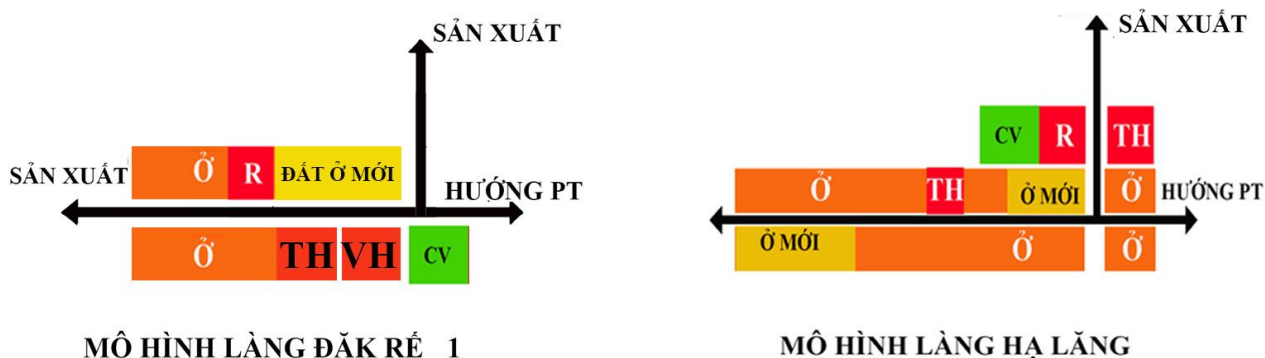 SẢN XUẤT
SẢN XUẤT
Ở R ĐẤT Ở MỚI
HƯỚNG PT
Ở TH VH CV
MÔ HÌNH LÀNG ĐĂK RẾ 1
SẢN XUẤT
CV R TH
Ở TH Ở MỚI Ở HƯỚNG PT
Ở MỚI Ở Ở
MÔ HÌNH LÀNG HẠ LĂNG